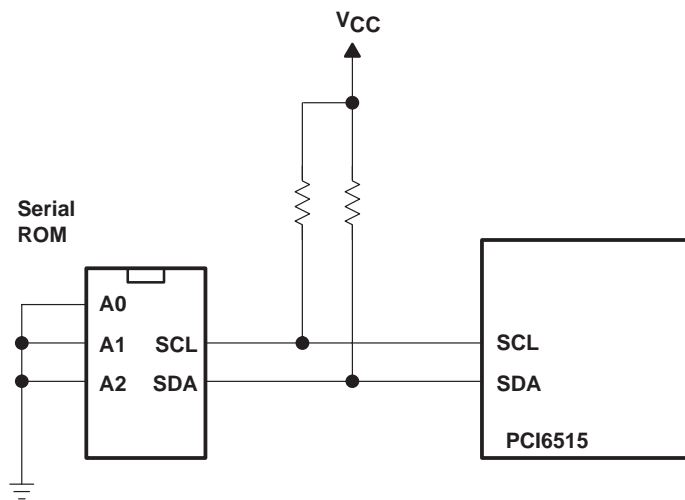 VCC
Serial
ROM
A0
A1 SCL
A2 SDA
SCL
SDA
PCI6515